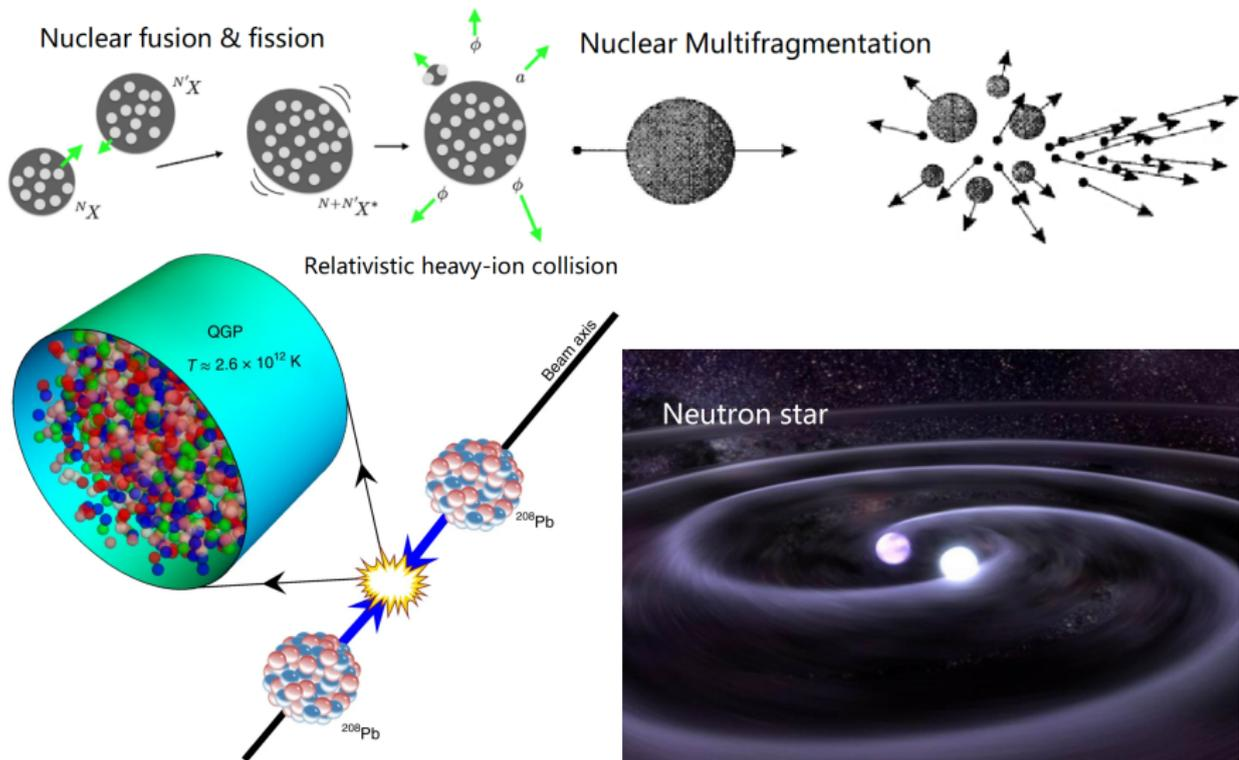 Nuclear fusion & fission
Nuclear Multifragmentation
N′X
NX
N+N′X*
ϕ
a
ϕ
ϕ
Relativistic heavy-ion collision
QGP
T ≈ 2.6 × 10¹² K
Beam axis
²⁰⁸Pb
²⁰⁸Pb
Neutron star